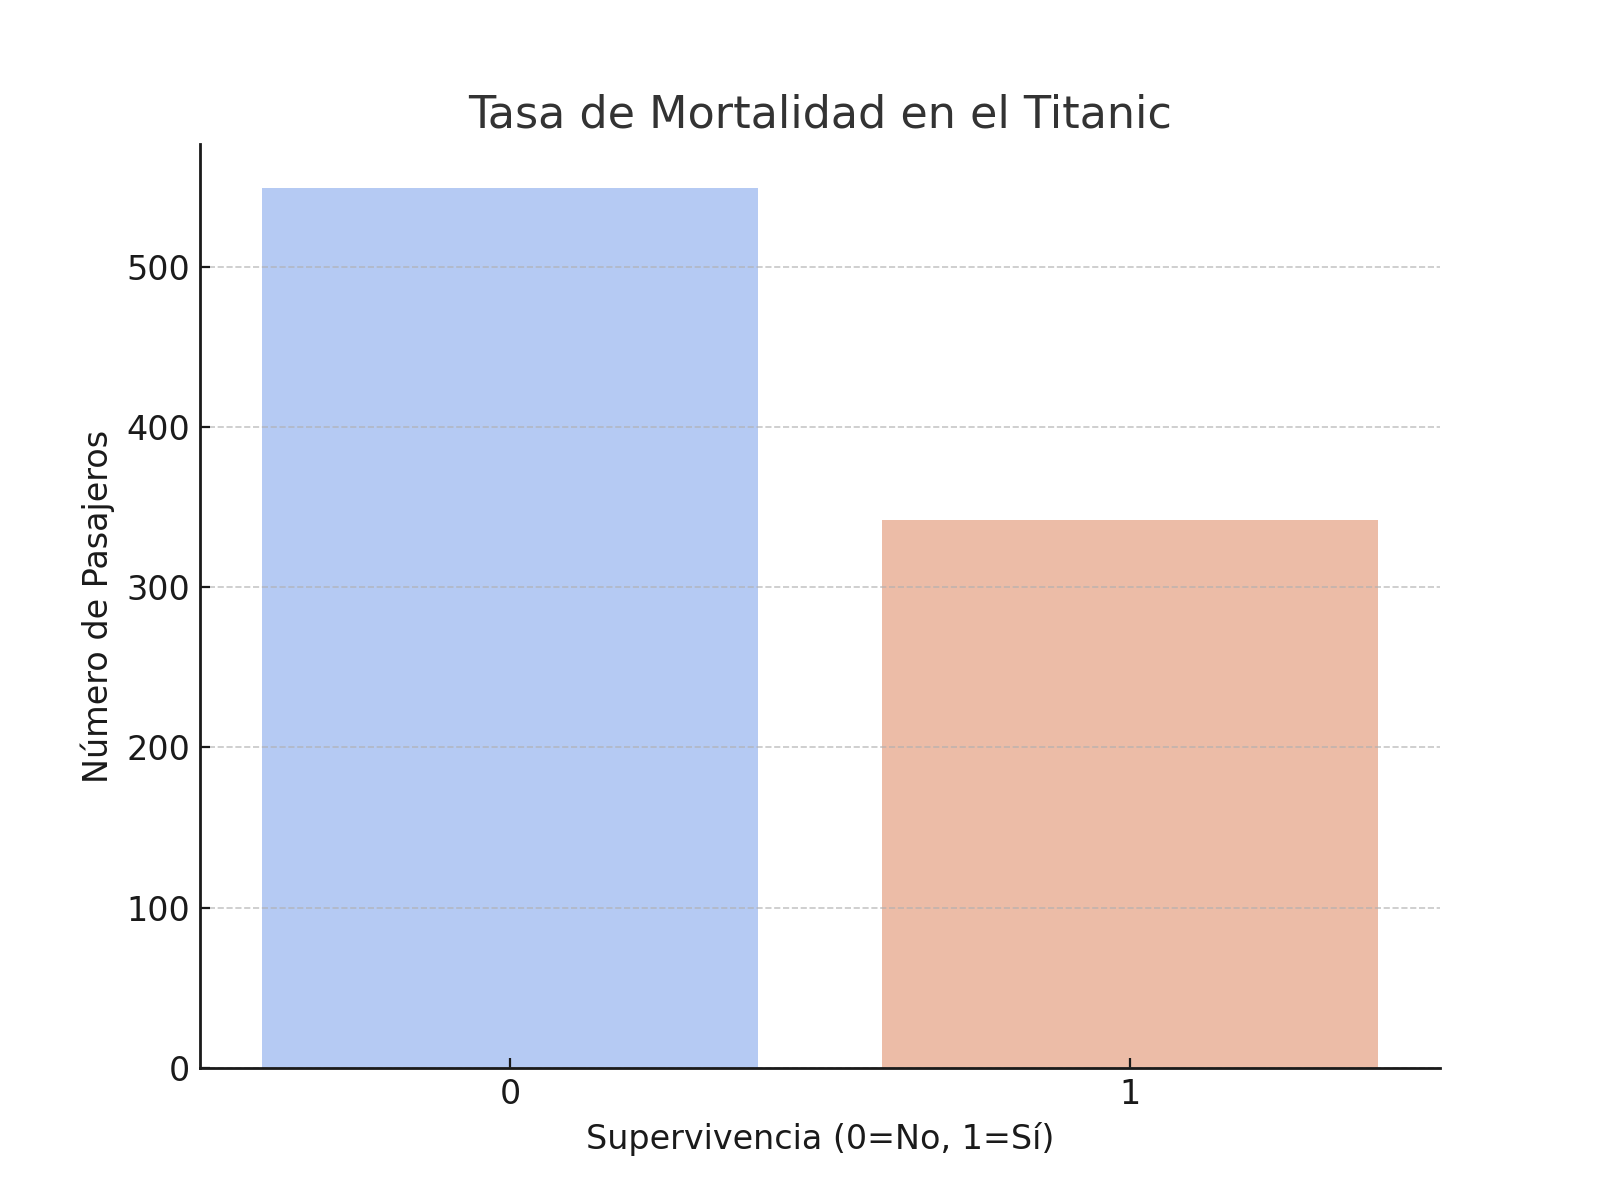 Tasa de Mortalidad en el Titanic
Número de Pasajeros
500
400
300
200
100
0
0 1
Supervivencia (0=No, 1=Sí)